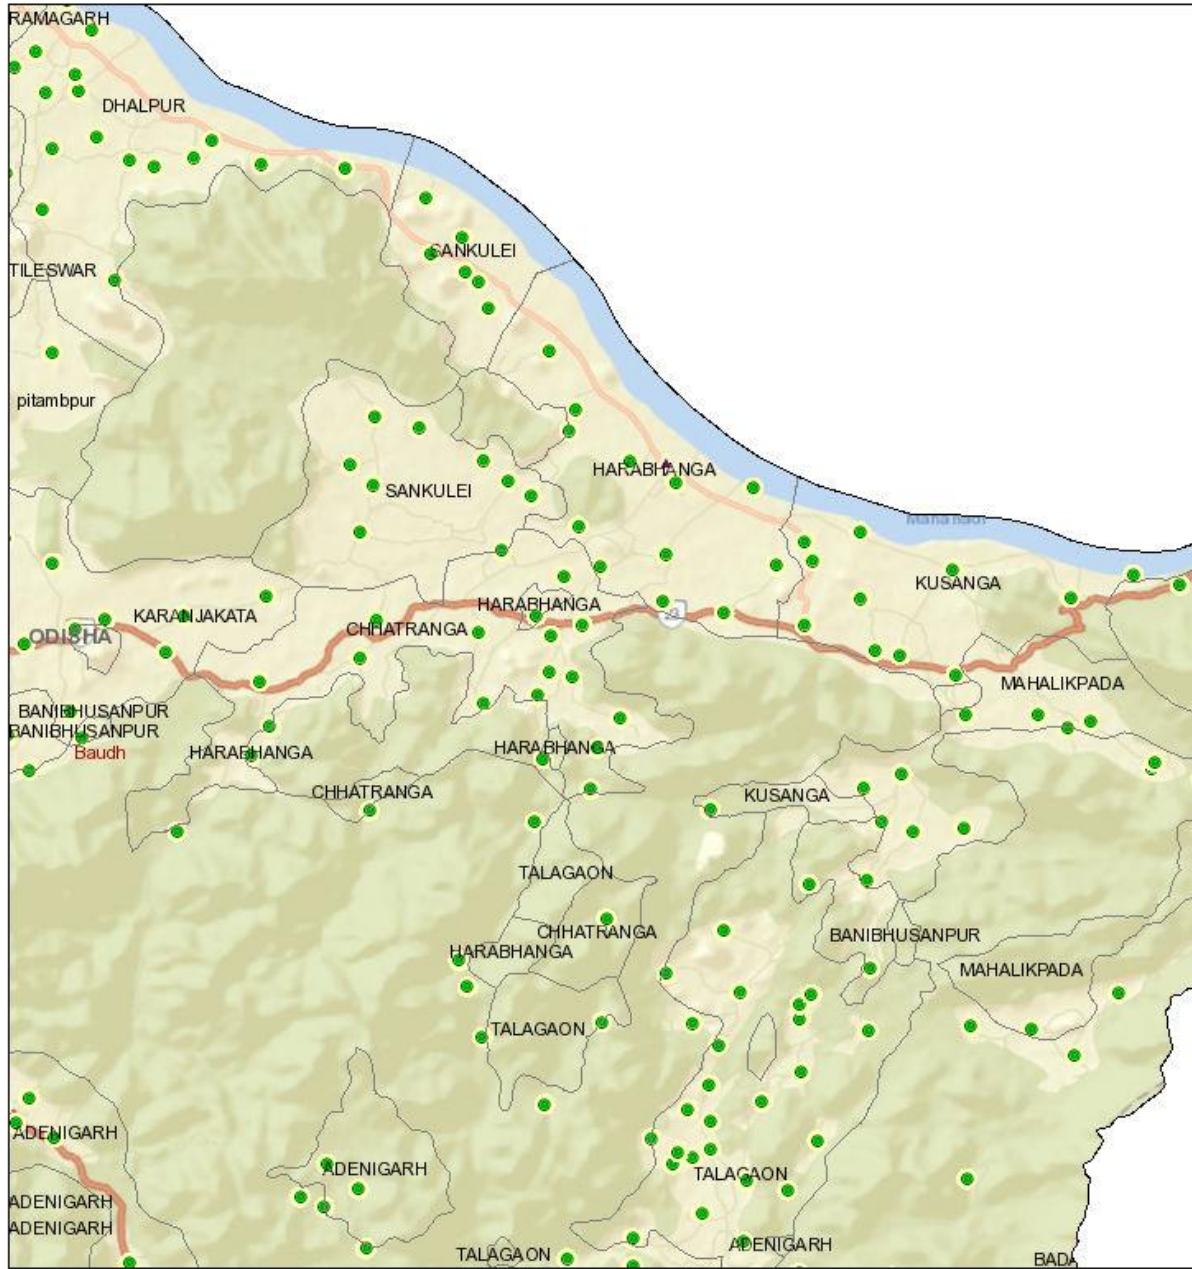 RAMAGARH
DHALPUR
SANKULEI
TILESWAR
pitambpur
HARABHANGA
SANKULEI
Mahanadi
KUSANGA
HARABHANGA
KARANJAKATA
CHHATRANGA
ODISHA
MAHALIKPADA
BANIBHUSANPUR
BANIBHUSANPUR
Baudh
HARABHANGA
HARABHANGA
CHHATRANGA
KUSANGA
TALAGAON
CHHATRANGA
BANIBHUSANPUR
HARABHANGA
MAHALIKPADA
TALAGAON
ADENIGARH
ADENIGARH
TALAGAON
ADENIGARH
ADENIGARH
ADENIGARH
TALAGAON
BADA